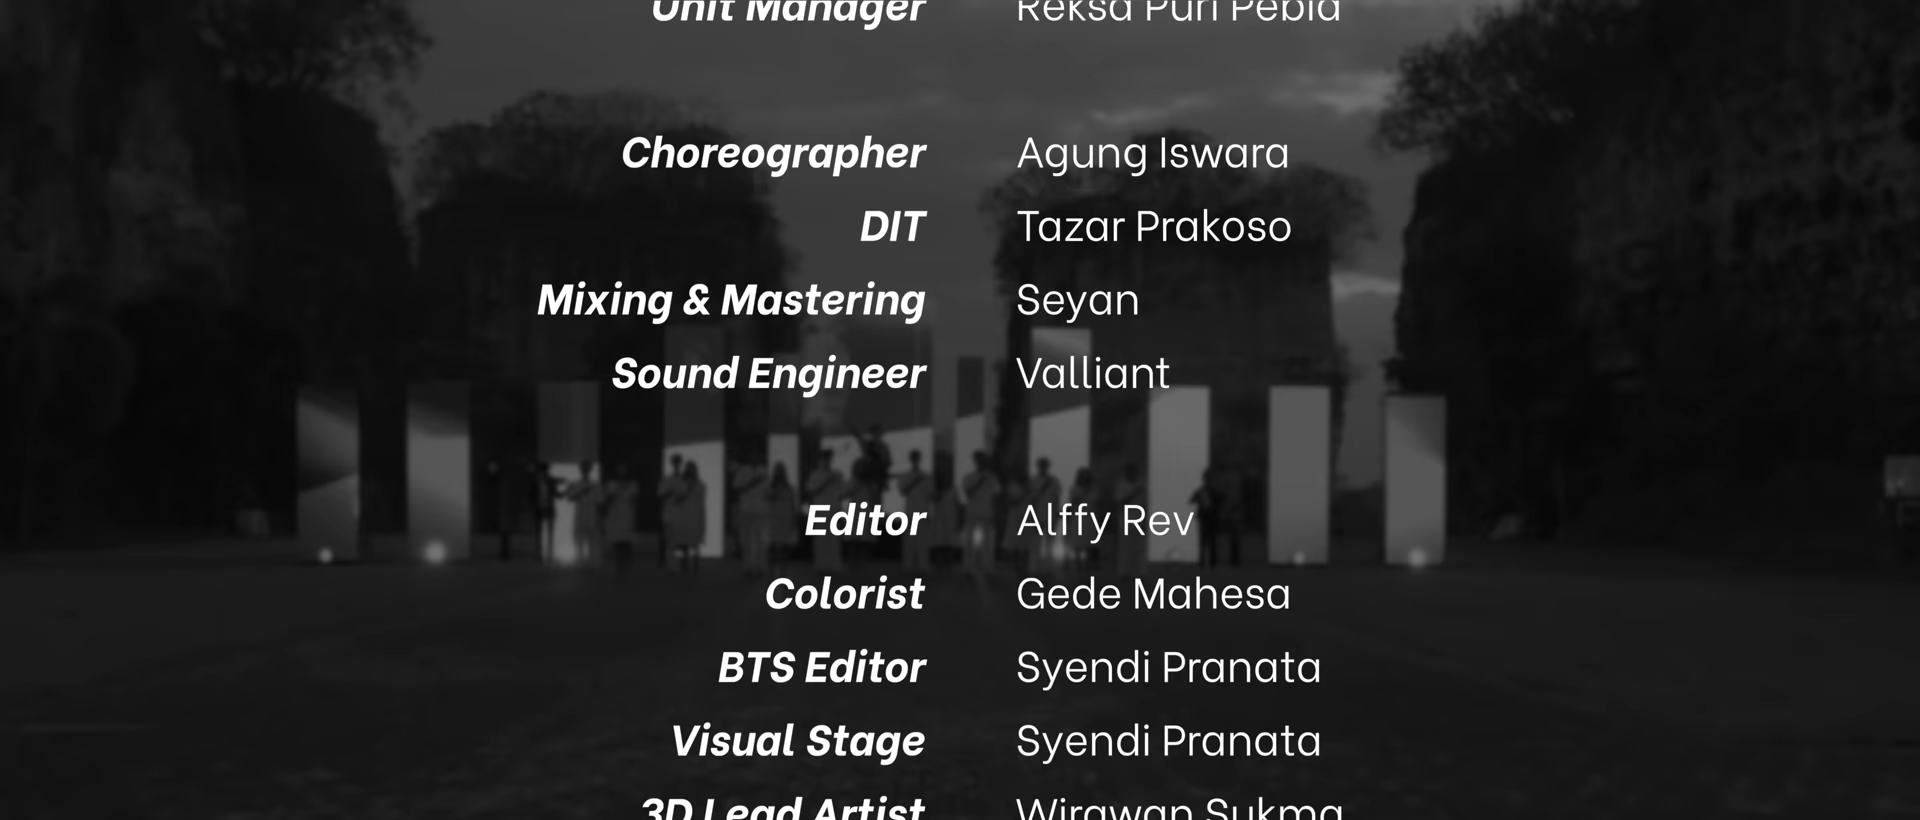 Unit Manager Reksa Puri Pebia
Choreographer Agung Iswara
DIT Tazar Prakoso
Mixing & Mastering Seyan
Sound Engineer Valliant
Editor Alffy Rev
Colorist Gede Mahesa
BTS Editor Syendi Pranata
Visual Stage Syendi Pranata
3D Lead Artist Wirawan Sukma